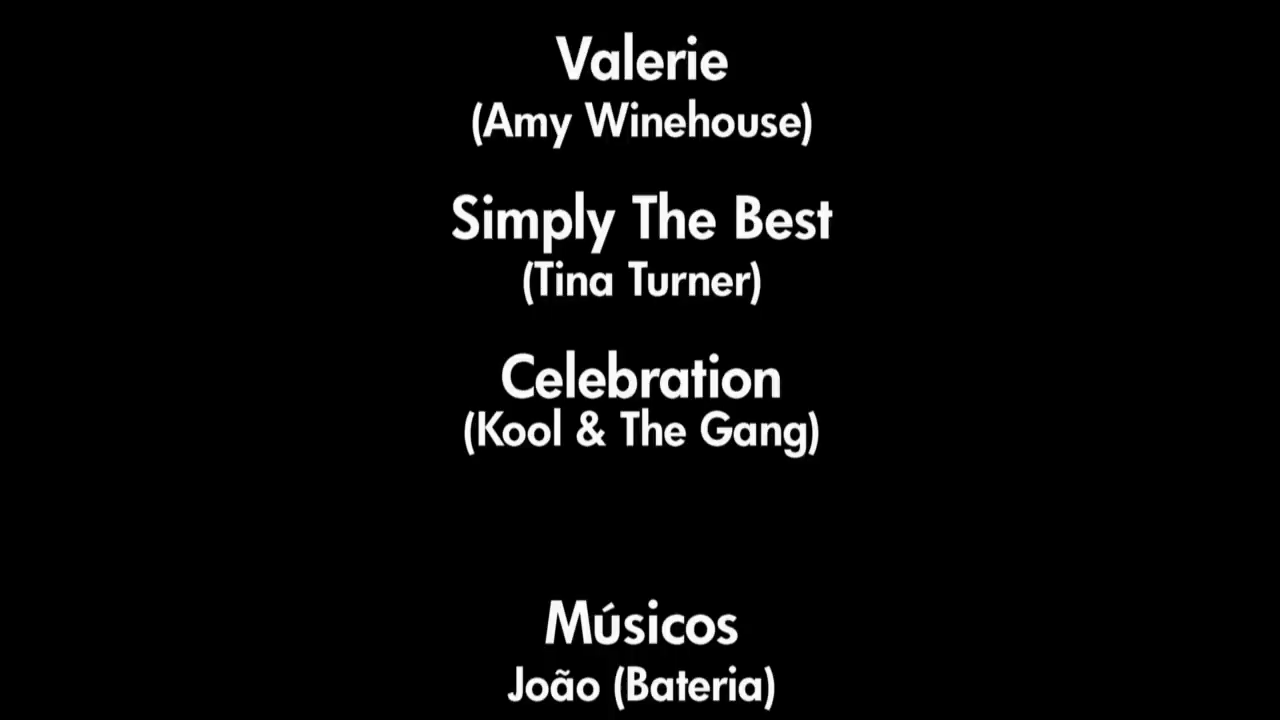 Valerie
(Amy Winehouse)
Simply The Best
(Tina Turner)
Celebration
(Kool & The Gang)
Músicos
João (Bateria)